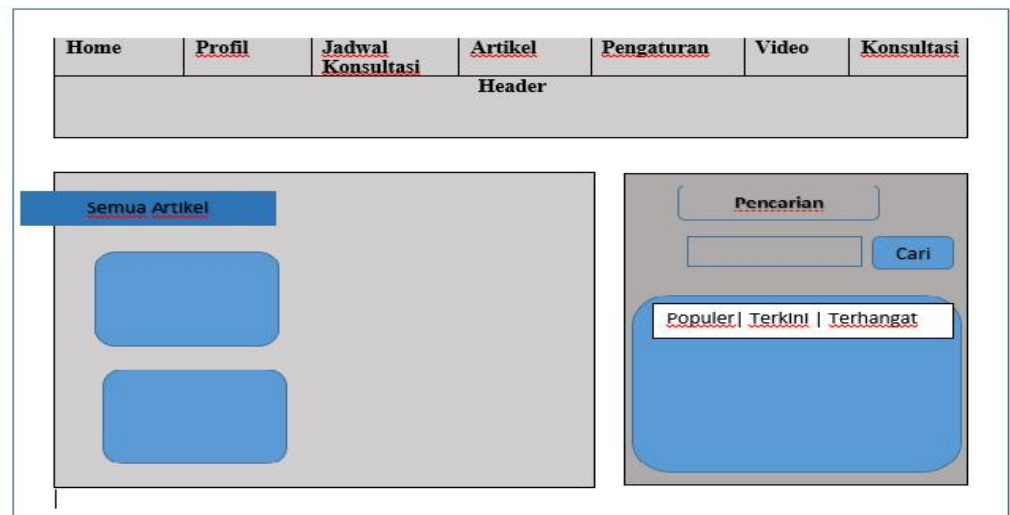 Home Profil Jadwal Artikel Pengaturan Video Konsultasi
Konsultasi
Header
Semua Artikel
Pencarian
Cari
Populer| Terkini | Terhangat